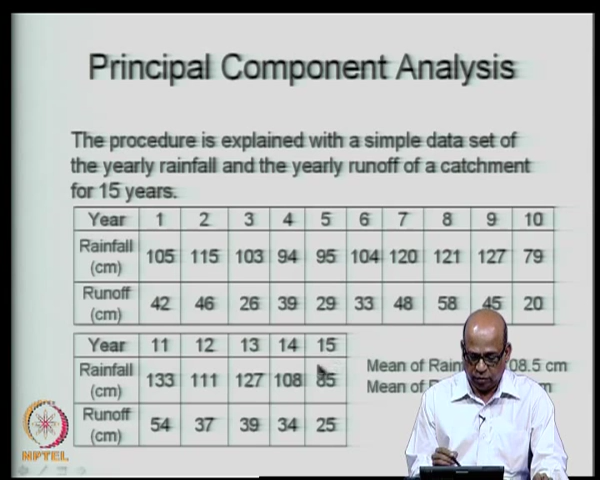 Principal Component Analysis
The procedure is explained with a simple data set of
the yearly rainfall and the yearly runoff of a catchment
for 15 years.
Year 1 2 3 4 5 6 7 8 9 10
Rainfall (cm) 105 115 103 94 95 104 120 121 127 79
Runoff (cm) 42 46 26 39 29 33 48 58 45 20
Year 11 12 13 14 15
Rainfall (cm) 133 111 127 108 85
Runoff (cm) 54 37 39 34 25
Mean of 08.5 cm
Mean of
NPTEL